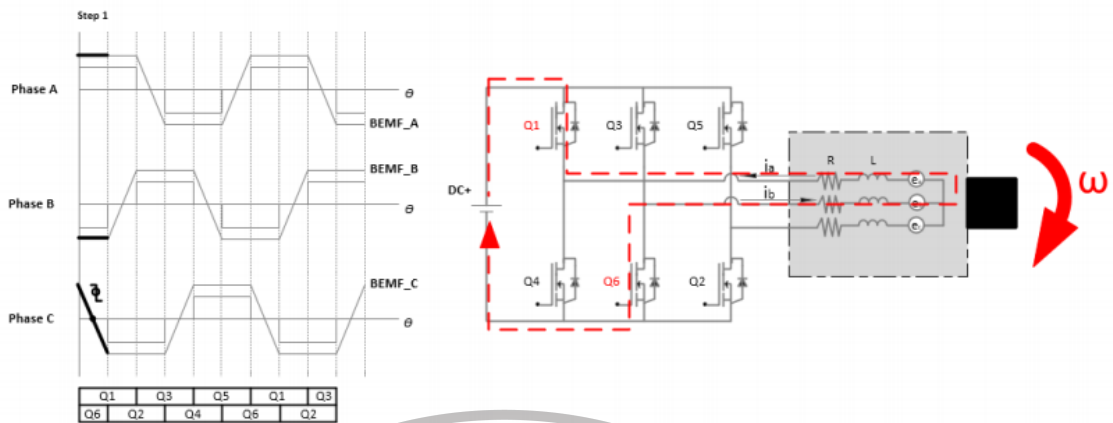 Step 1
Phase A
θ
BEMF_A
BEMF_B
Phase B
θ
BEMF_C
Phase C
θ
Q1 Q3 Q5 Q1 Q3
Q6 Q2 Q4 Q6 Q2
DC+
Q1 Q3 Q5
Q4 Q6 Q2
R L
ia
ib
e
e
e
ω